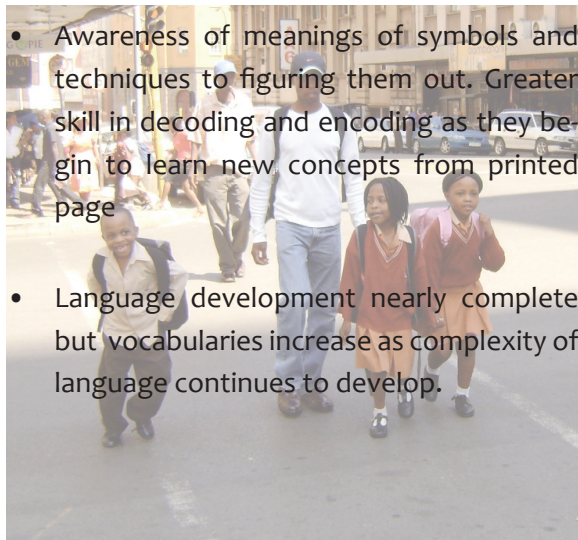 • Awareness of meanings of symbols and
techniques to figuring them out. Greater
skill in decoding and encoding as they be-
gin to learn new concepts from printed
page
• Language development nearly complete
but vocabularies increase as complexity of
language continues to develop.